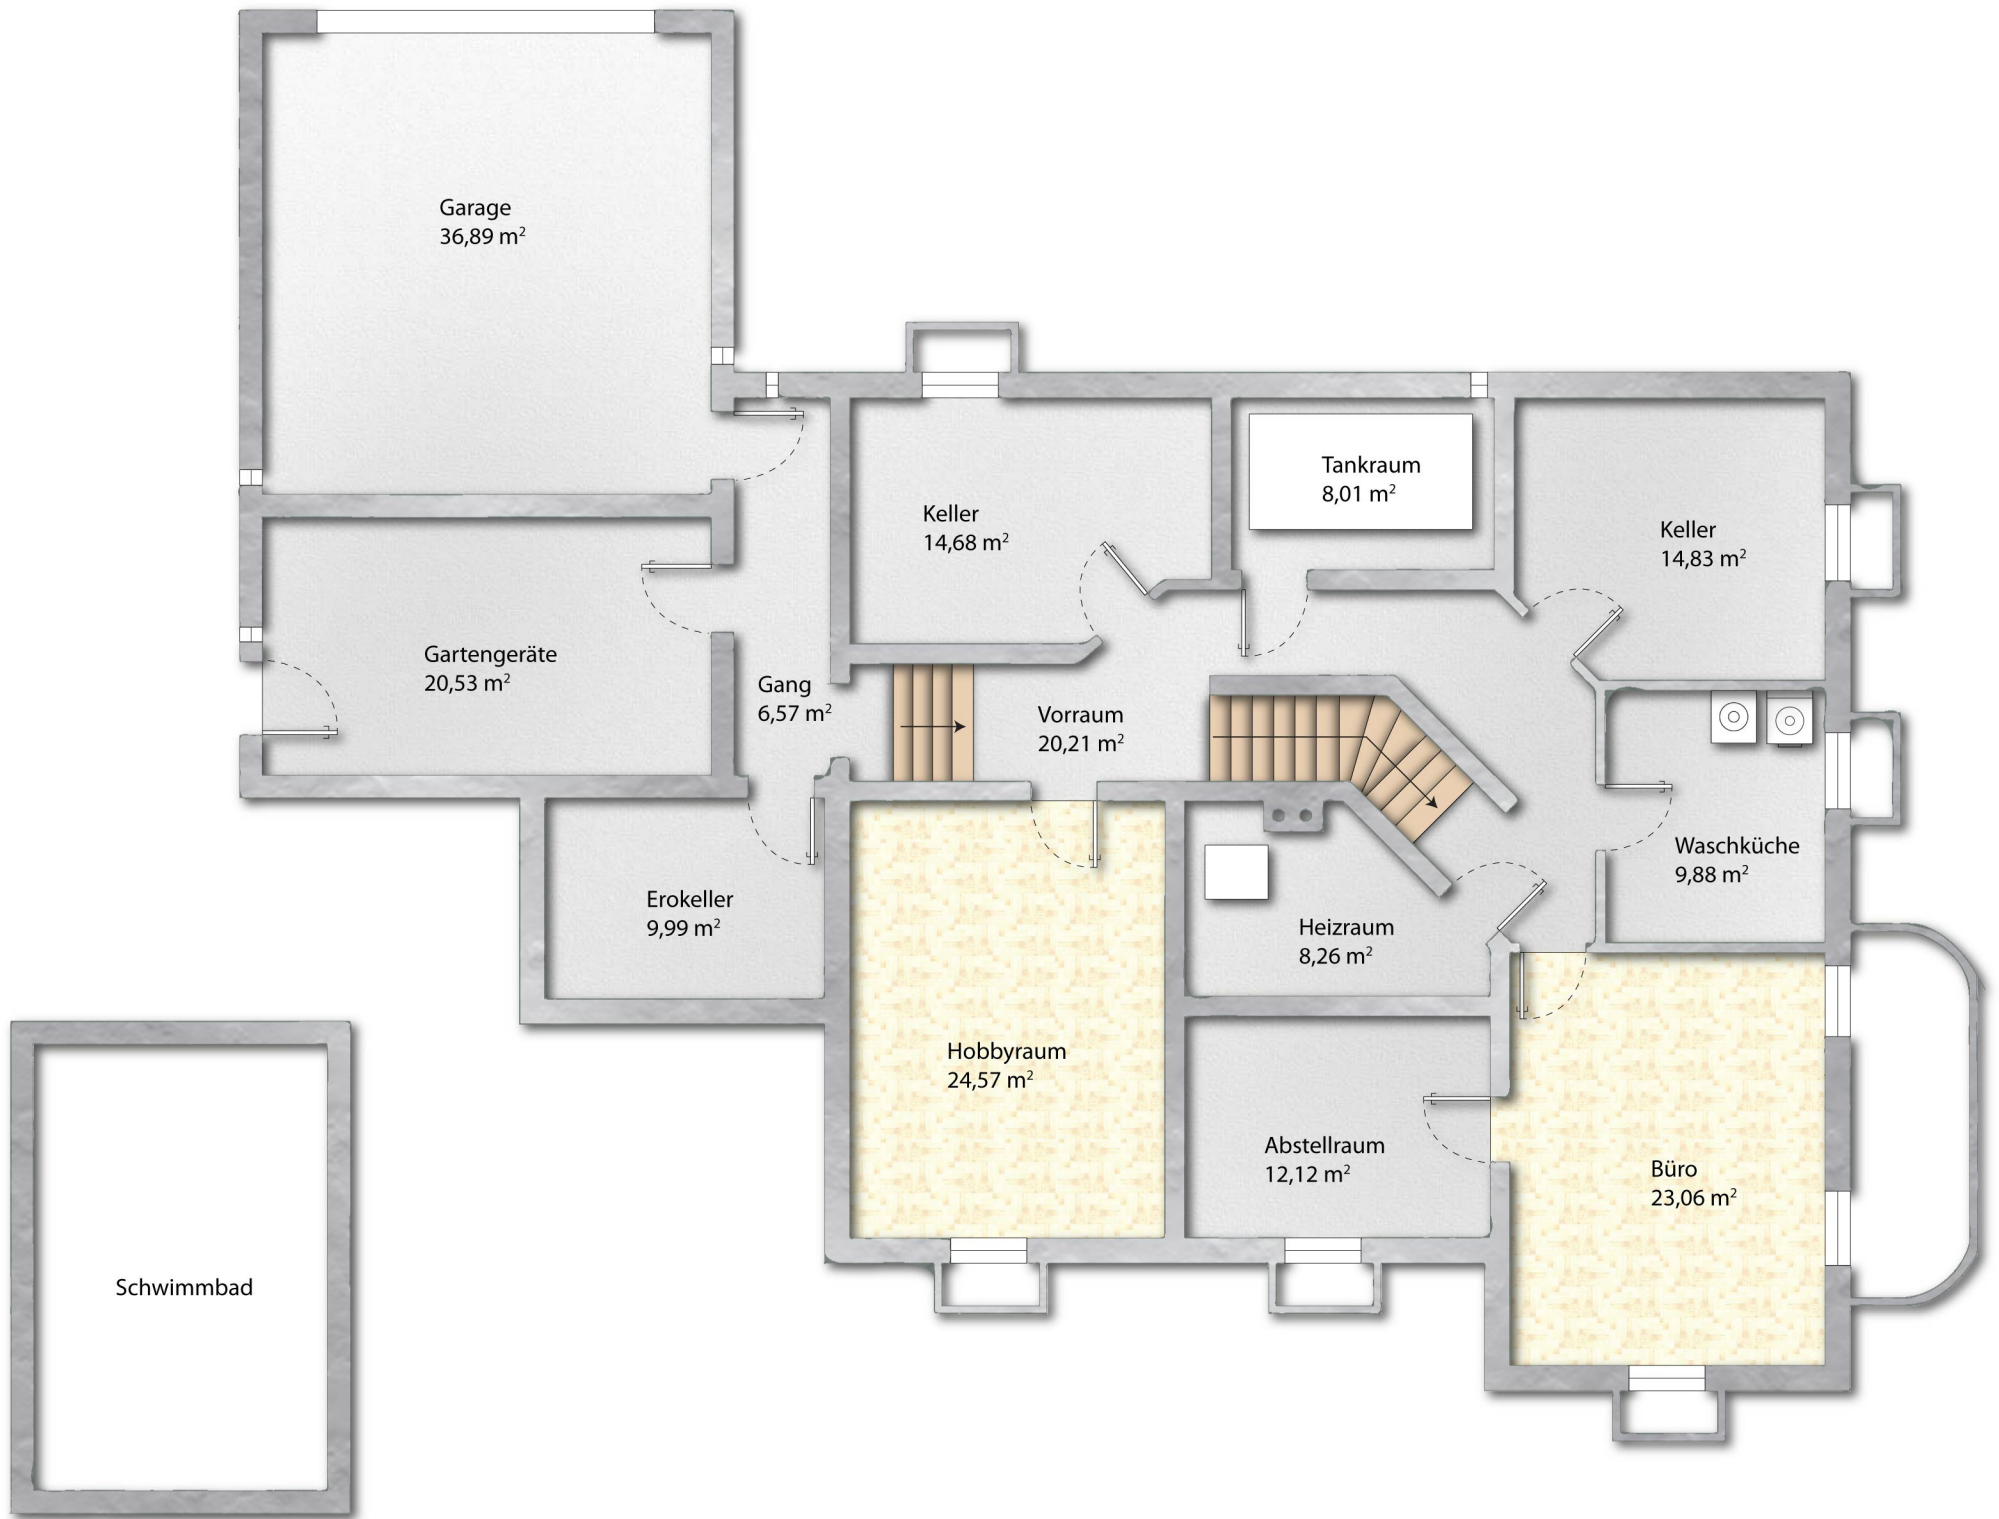 Garage
36,89 m²
Tankraum
8,01 m²
Keller
14,68 m²
Keller
14,83 m²
Gartengeräte
20,53 m²
Gang
6,57 m²
Vorraum
20,21 m²
Waschküche
9,88 m²
Erokeller
9,99 m²
Heizraum
8,26 m²
Hobbyraum
24,57 m²
Abstellraum
12,12 m²
Büro
23,06 m²
Schwimmbad